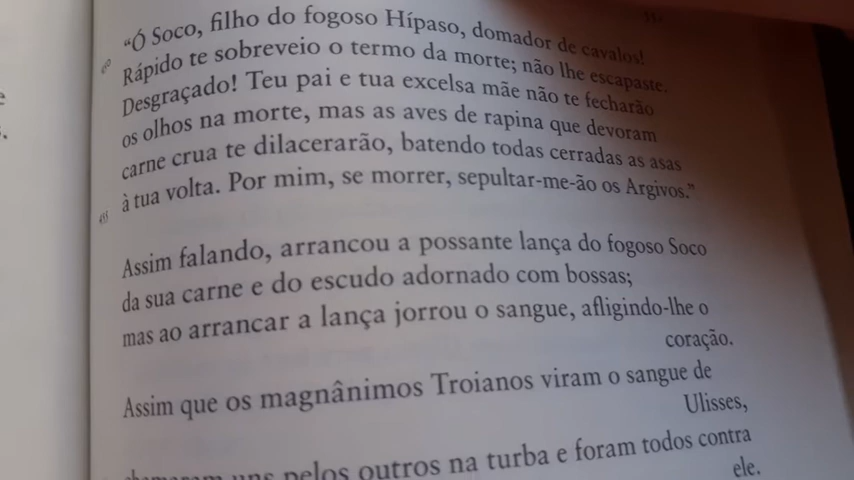 “Ó Soco, filho do fogoso Hípaso, domador de cavalos!
Rápido te sobreveio o termo da morte; não lhe escapaste.
Desgraçado! Teu pai e tua excelsa mãe não te fecharão
os olhos na morte, mas as aves de rapina que devoram
carne crua te dilacerarão, batendo todas cerradas as asas
455 à tua volta. Por mim, se morrer, sepultar-me-ão os Argivos.”
Assim falando, arrancou a possante lança do fogoso Soco
da sua carne e do escudo adornado com bossas;
mas ao arrancar a lança jorrou o sangue, afligindo-lhe o
coração.
Assim que os magnânimos Troianos viram o sangue de
Ulisses,
uns pelos outros na turba e foram todos contra
ele.